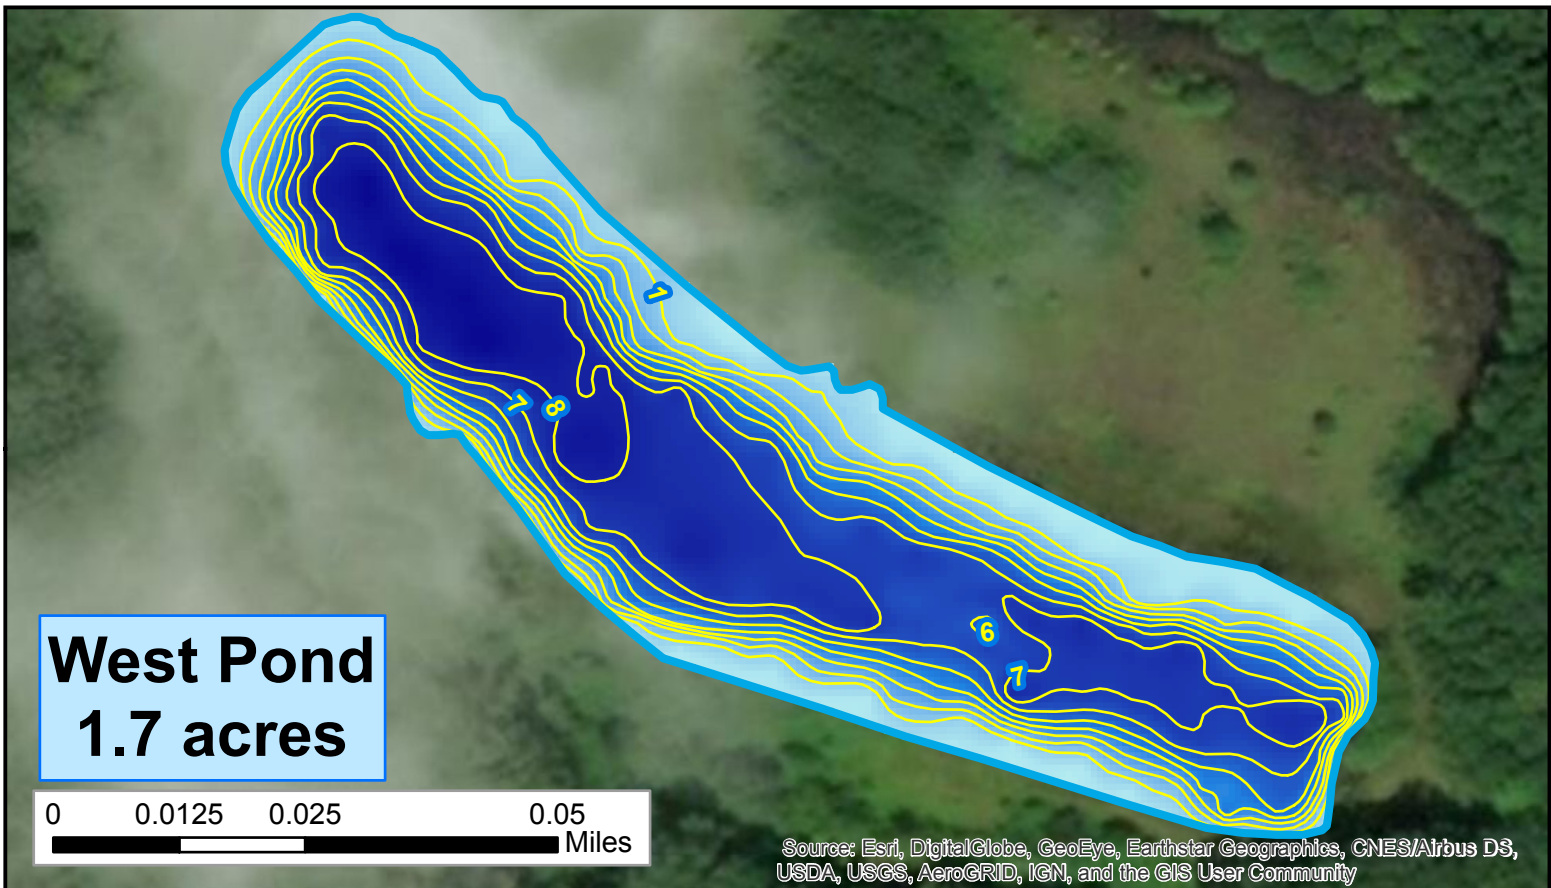 1
7
8
6
7
West Pond
1.7 acres
0 0.0125 0.025 0.05
Miles
Source: Esri, DigitalGlobe, GeoEye, Earthstar Geographics, CNES/Airbus DS,
USDA, USGS, AeroGRID, IGN, and the GIS User Community